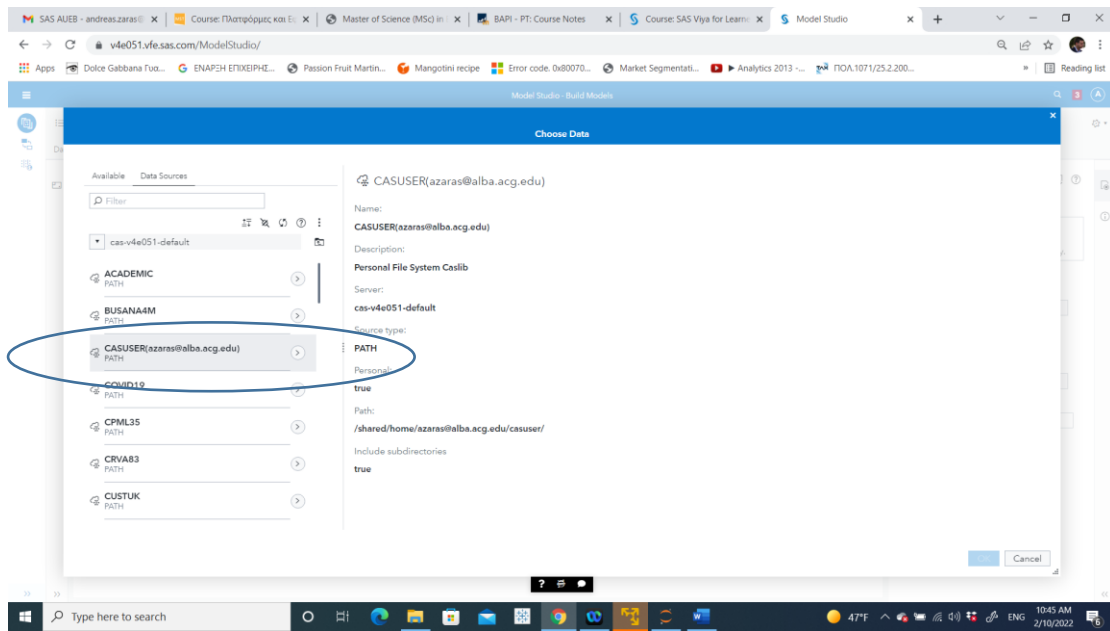 SAS AUEB - andreas.zaras@
Course: Πλατφόρμες και Ε
Master of Science (MSc) in
BAPI - PT: Course Notes
Course: SAS Viya for Learne
Model Studio
v4e051.vfe.sas.com/ModelStudio/
Apps
Dolce Gabbana Γυα...
ΕΝΑΡΞΗ ΕΠΙΧΕΙΡΗΣ...
Passion Fruit Martin...
Mangotini recipe
Error code. 0x80070...
Market Segmentati...
Analytics 2013 -...
ΠΟΛ.1071/25.2.200...
»
Reading list
Model Studio - Build Models
3
A
Choose Data
Da
Available
Data Sources
Filter
cas-v4e051-default
ACADEMIC
PATH
BUSANA4M
PATH
CASUSER(azaras@alba.acg.edu)
PATH
COVID19
PATH
CPML35
PATH
CRVA83
PATH
CUSTUK
PATH
CASUSER(azaras@alba.acg.edu)
Name:
CASUSER(azaras@alba.acg.edu)
Description:
Personal File System Caslib
Server:
cas-v4e051-default
Source type:
PATH
Personal:
true
Path:
/shared/home/azaras@alba.acg.edu/casuser/
Include subdirectories
true
OK
Cancel
Type here to search
47°F
ENG
10:45 AM
2/10/2022
6